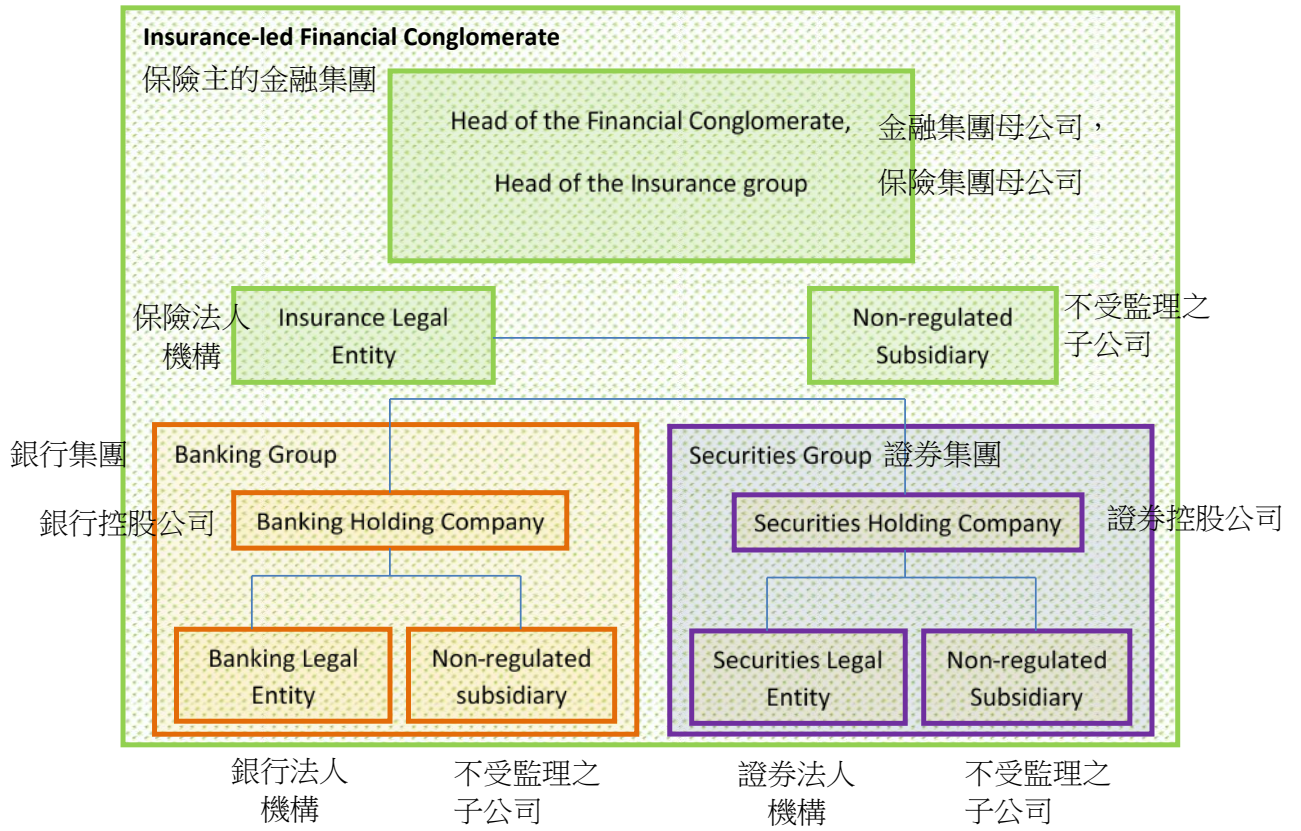 Insurance-led Financial Conglomerate
保險主的金融集團
Head of the Financial Conglomerate,
金融集團母公司，
Head of the Insurance group
保險集團母公司
保險法人
機構
Insurance Legal
Entity
Non-regulated
Subsidiary
不受監理之
子公司
銀行集團
Banking Group
Securities Group
證券集團
銀行控股公司
Banking Holding Company
Securities Holding Company
證券控股公司
Banking Legal
Entity
Non-regulated
subsidiary
Securities Legal
Entity
Non-regulated
Subsidiary
銀行法人
機構
不受監理之
子公司
證券法人
機構
不受監理之
子公司